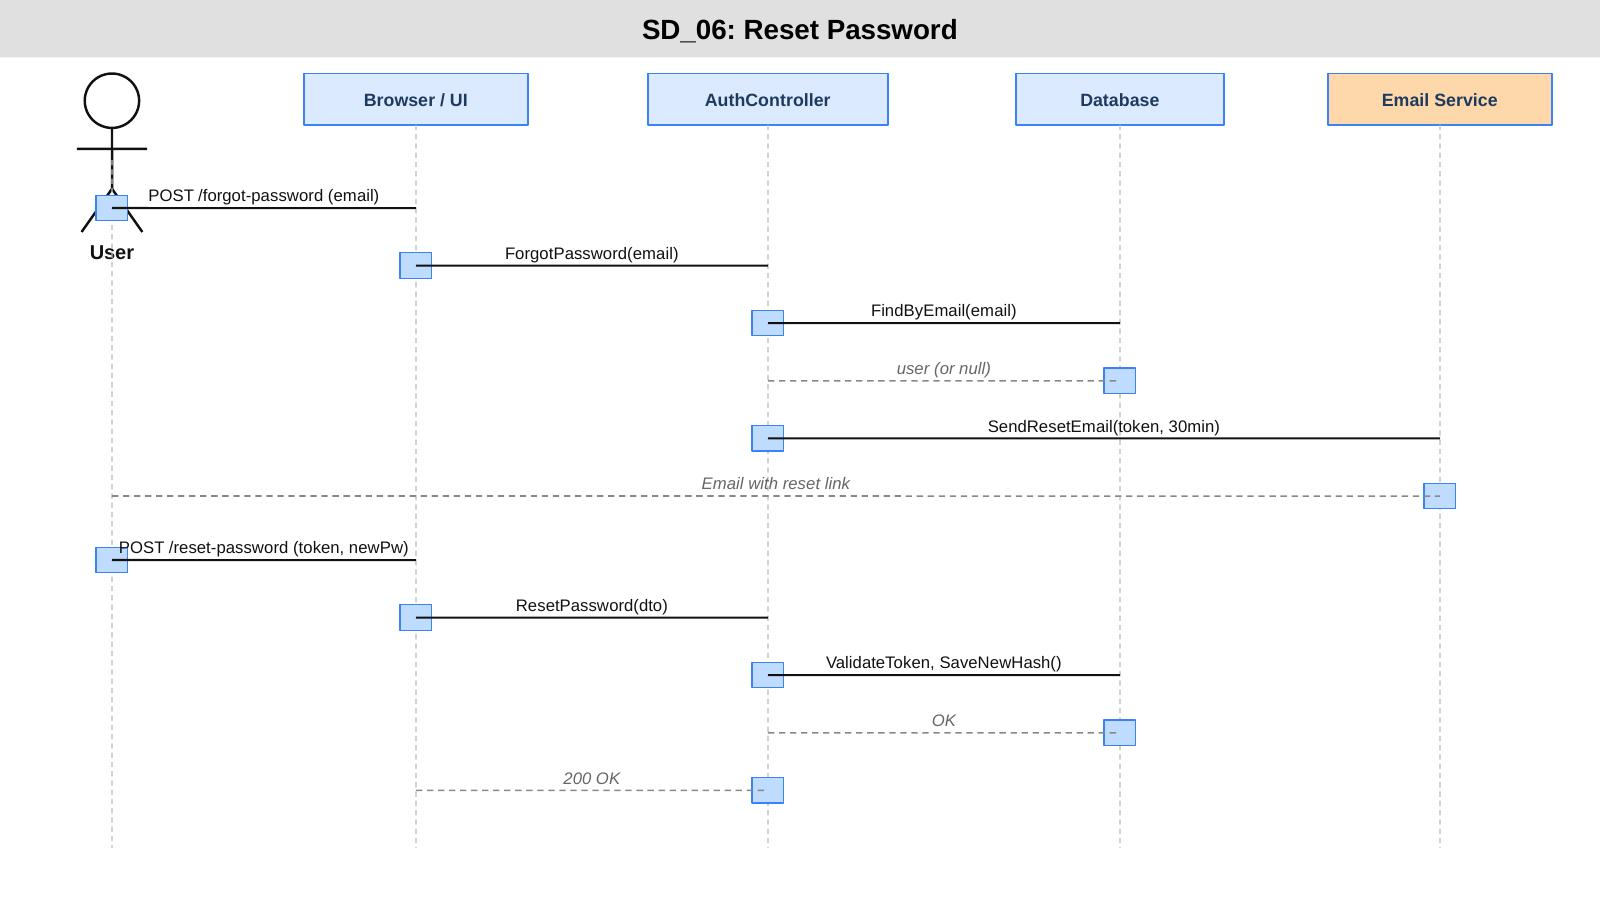 SD_06: Reset Password
Browser / UI
AuthController
Database
Email Service
POST /forgot-password (email)
User
ForgotPassword(email)
FindByEmail(email)
user (or null)
SendResetEmail(token, 30min)
Email with reset link
POST /reset-password (token, newPw)
ResetPassword(dto)
ValidateToken, SaveNewHash()
OK
200 OK